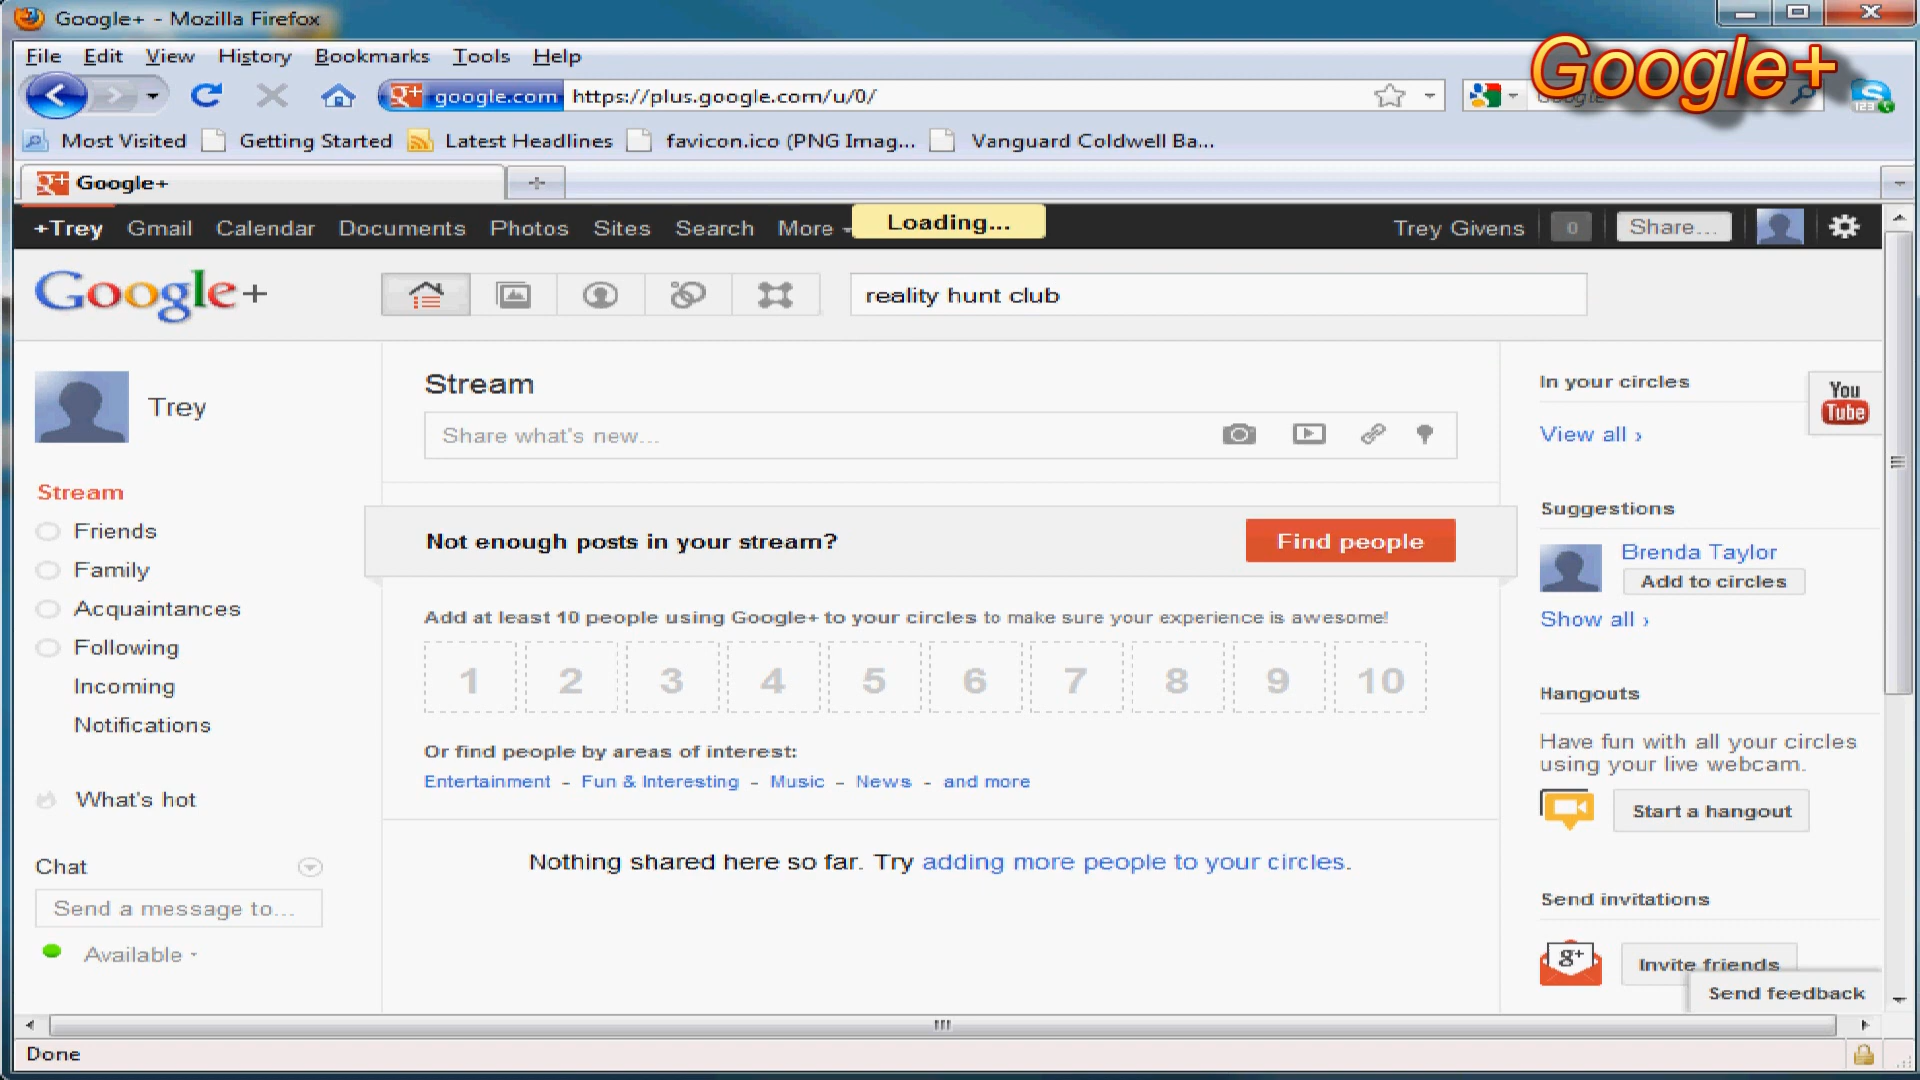 Google+ - Mozilla Firefox
File Edit View History Bookmarks Tools Help
Google+
google.com https://plus.google.com/u/0/
Google
Most Visited Getting Started Latest Headlines favicon.ico (PNG Imag... Vanguard Coldwell Ba...
Google+
+Trey Gmail Calendar Documents Photos Sites Search More Loading... Trey Givens 0 Share...
Google+ reality hunt club
Trey
Stream
Friends
Family
Acquaintances
Following
Incoming
Notifications
What's hot
Chat
Send a message to...
Available
Stream
Share what's new...
Not enough posts in your stream? Find people
Add at least 10 people using Google+ to your circles to make sure your experience is awesome!
1 2 3 4 5 6 7 8 9 10
Or find people by areas of interest:
Entertainment - Fun & Interesting - Music - News - and more
Nothing shared here so far. Try adding more people to your circles.
In your circles
You
Tube
View all ›
Suggestions
Brenda Taylor
Add to circles
Show all ›
Hangouts
Have fun with all your circles
using your live webcam.
Start a hangout
Send invitations
g+ Invite friends
Send feedback
Done